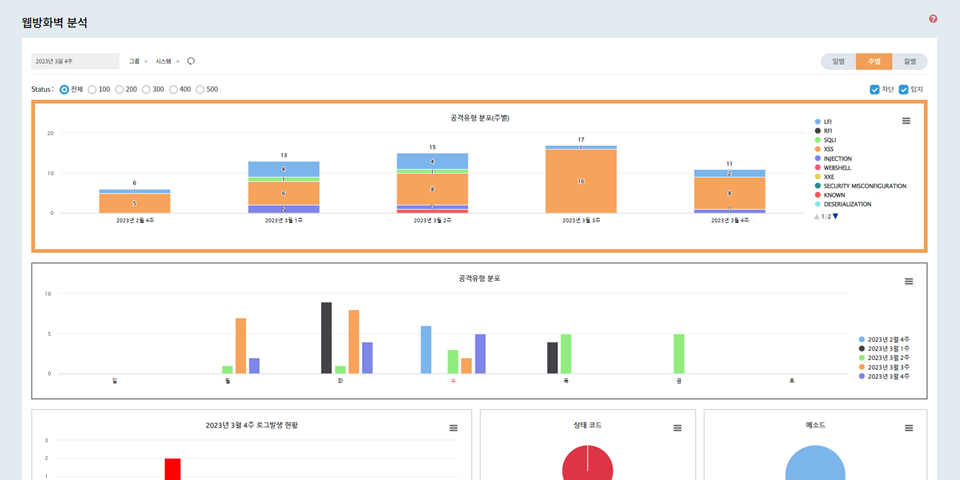 웹방화벽 분석
?
2023년 3월 4주 그룹 시스템
일별 주별 월별
Status : 전체 100 200 300 400 500
차단 탐지
공격유형 분포(주별)
20
10
0
6
1
5
2023년 2월 4주
13
4
1
6
2
2023년 3월 1주
15
4
1
8
1
2023년 3월 2주
17
1
16
2023년 3월 3주
11
2
8
1
2023년 3월 4주
LFI
RFI
SQLI
XSS
INJECTION
WEBSHELL
XXE
SECURITY MISCONFIGURATION
KNOWN
DESERIALIZATION
1/2
공격유형 분포
10
5
0
일 월 화 수 목 금 토
2023년 2월 4주
2023년 3월 1주
2023년 3월 2주
2023년 3월 3주
2023년 3월 4주
2023년 3월 4주 로그발생 현황
3
2
1
상태 코드
메소드